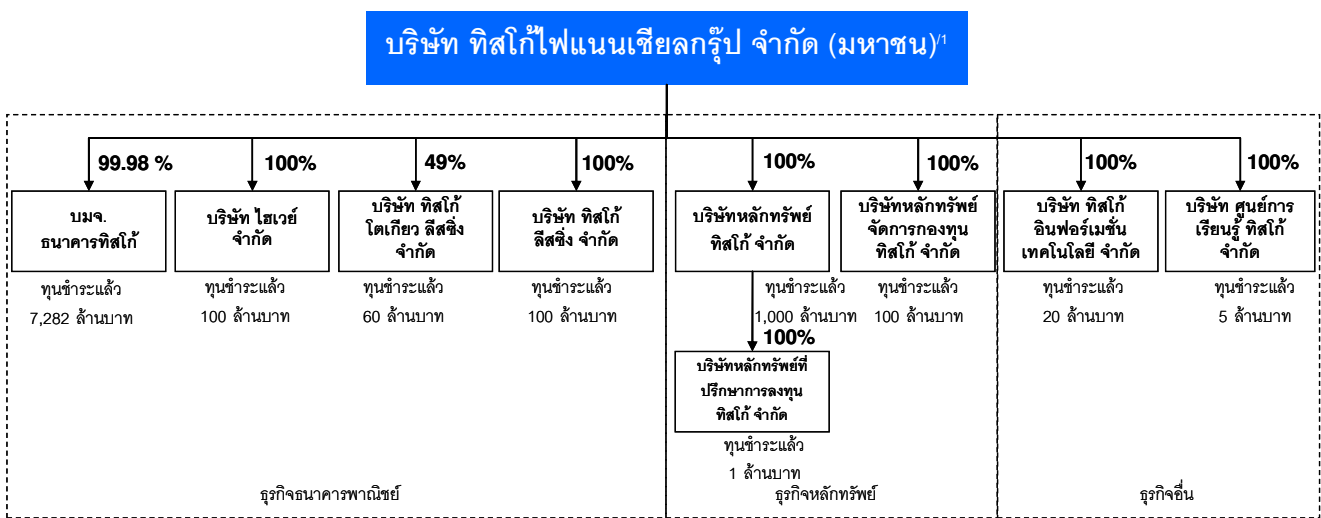 บริษัท ทิสโก้ไฟแนนเชียลกรุ๊ป จำกัด (มหาชน)/1
99.98 %
บมจ.
ธนาคารทิสโก้
ทุนชำระแล้ว
7,282 ล้านบาท
100%
บริษัท ไฮเวย์
จำกัด
ทุนชำระแล้ว
100 ล้านบาท
49%
บริษัท ทิสโก้
โตเกียว ลีสซิ่ง
จำกัด
ทุนชำระแล้ว
60 ล้านบาท
100%
บริษัท ทิสโก้
ลีสซิ่ง จำกัด
ทุนชำระแล้ว
100 ล้านบาท
ธุรกิจธนาคารพาณิชย์
100%
บริษัทหลักทรัพย์
ทิสโก้ จำกัด
ทุนชำระแล้ว
1,000 ล้านบาท
100%
บริษัทหลักทรัพย์ที่
ปรึกษาการลงทุน
ทิสโก้ จำกัด
ทุนชำระแล้ว
1 ล้านบาท
100%
บริษัทหลักทรัพย์
จัดการกองทุน
ทิสโก้ จำกัด
ทุนชำระแล้ว
100 ล้านบาท
ธุรกิจหลักทรัพย์
100%
บริษัท ทิสโก้
อินฟอร์เมชั่น
เทคโนโลยี จำกัด
ทุนชำระแล้ว
20 ล้านบาท
100%
บริษัท ศูนย์การ
เรียนรู้ ทิสโก้
จำกัด
ทุนชำระแล้ว
5 ล้านบาท
ธุรกิจอื่น